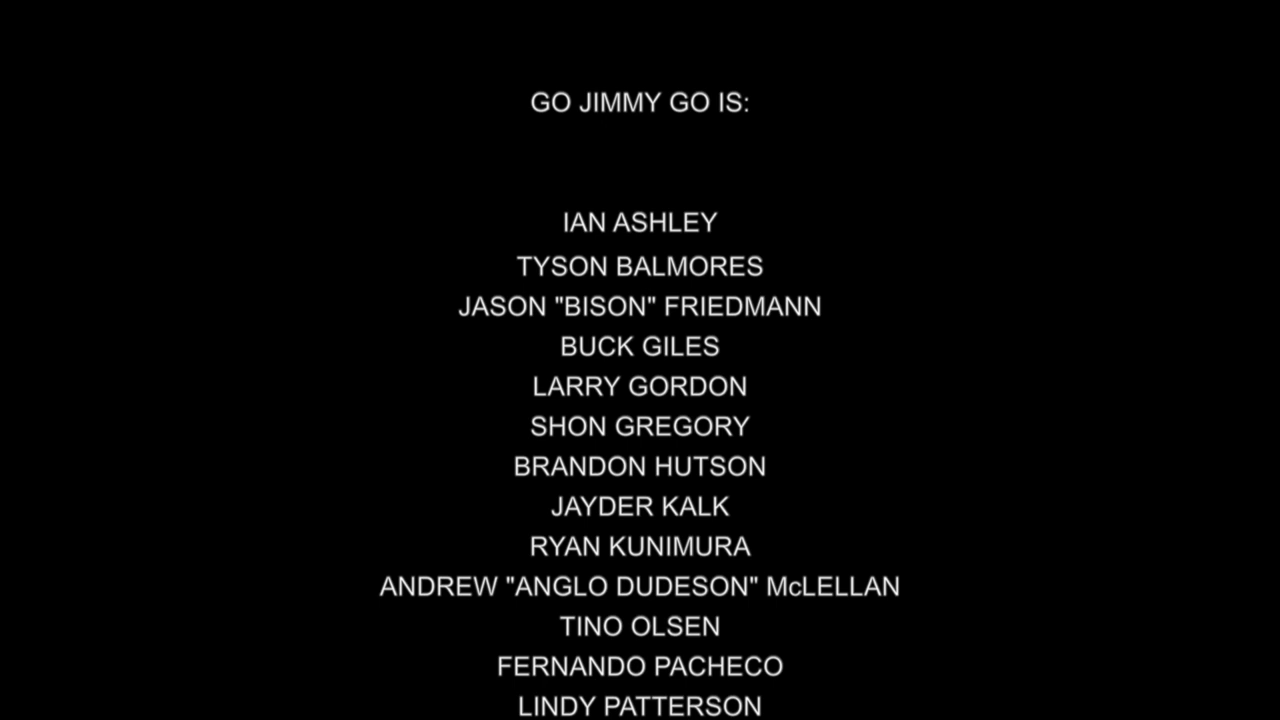 GO JIMMY GO IS:
IAN ASHLEY
TYSON BALMORES
JASON "BISON" FRIEDMANN
BUCK GILES
LARRY GORDON
SHON GREGORY
BRANDON HUTSON
JAYDER KALK
RYAN KUNIMURA
ANDREW "ANGLO DUDESON" McLELLAN
TINO OLSEN
FERNANDO PACHECO
LINDY PATTERSON